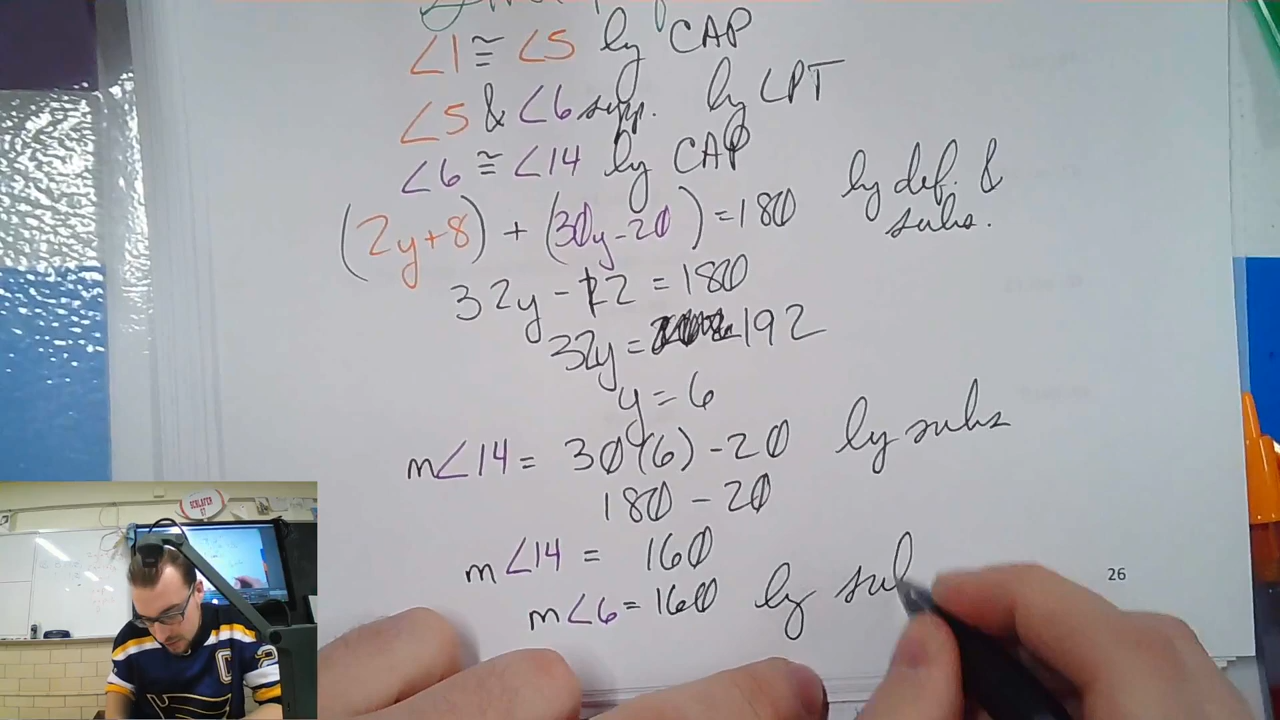 ∠1 ≅ ∠5 by CAP
∠5 & ∠6 supp. by LPT
∠6 ≅ ∠14 by CAP
(2y+8) + (30y-20) = 180 by def. & subs.
32y - 12 = 180
32y = 192
y = 6
m∠14 = 30(6) - 20 by subs
180 - 20
m∠14 = 160
m∠6 = 160 by sub
26